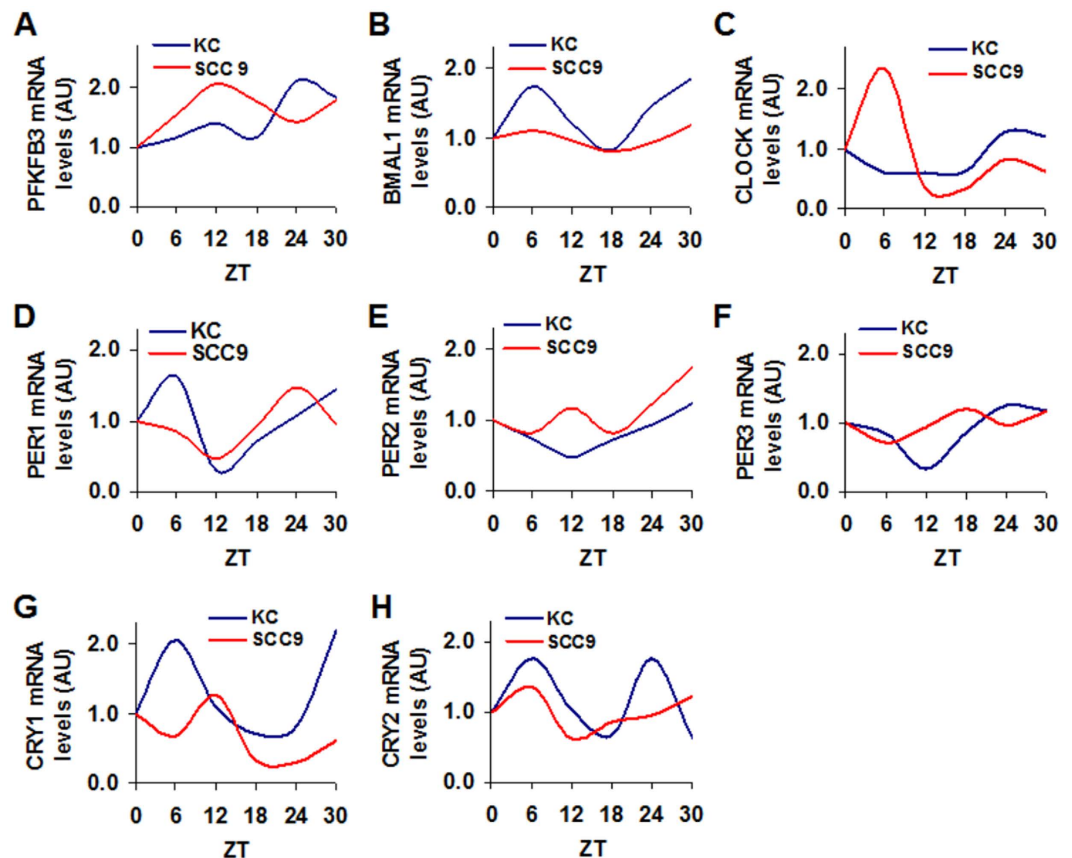 A
KC
SCC9
PFKFB3 mRNA
levels (AU)
2.0
1.0
0.0
0 6 12 18 24 30
ZT
B
KC
SCC9
BMAL1 mRNA
levels (AU)
2.0
1.0
0.0
0 6 12 18 24 30
ZT
C
KC
SCC9
CLOCK mRNA
levels (AU)
2.0
1.0
0.0
0 6 12 18 24 30
ZT
D
KC
SCC9
PER1 mRNA
levels (AU)
2.0
1.0
0.0
0 6 12 18 24 30
ZT
E
KC
SCC9
PER2 mRNA
levels (AU)
2.0
1.0
0.0
0 6 12 18 24 30
ZT
F
KC
SCC9
PER3 mRNA
levels (AU)
2.0
1.0
0.0
0 6 12 18 24 30
ZT
G
KC
SCC9
CRY1 mRNA
levels (AU)
2.0
1.0
0.0
0 6 12 18 24 30
ZT
H
KC
SCC9
CRY2 mRNA
levels (AU)
2.0
1.0
0.0
0 6 12 18 24 30
ZT